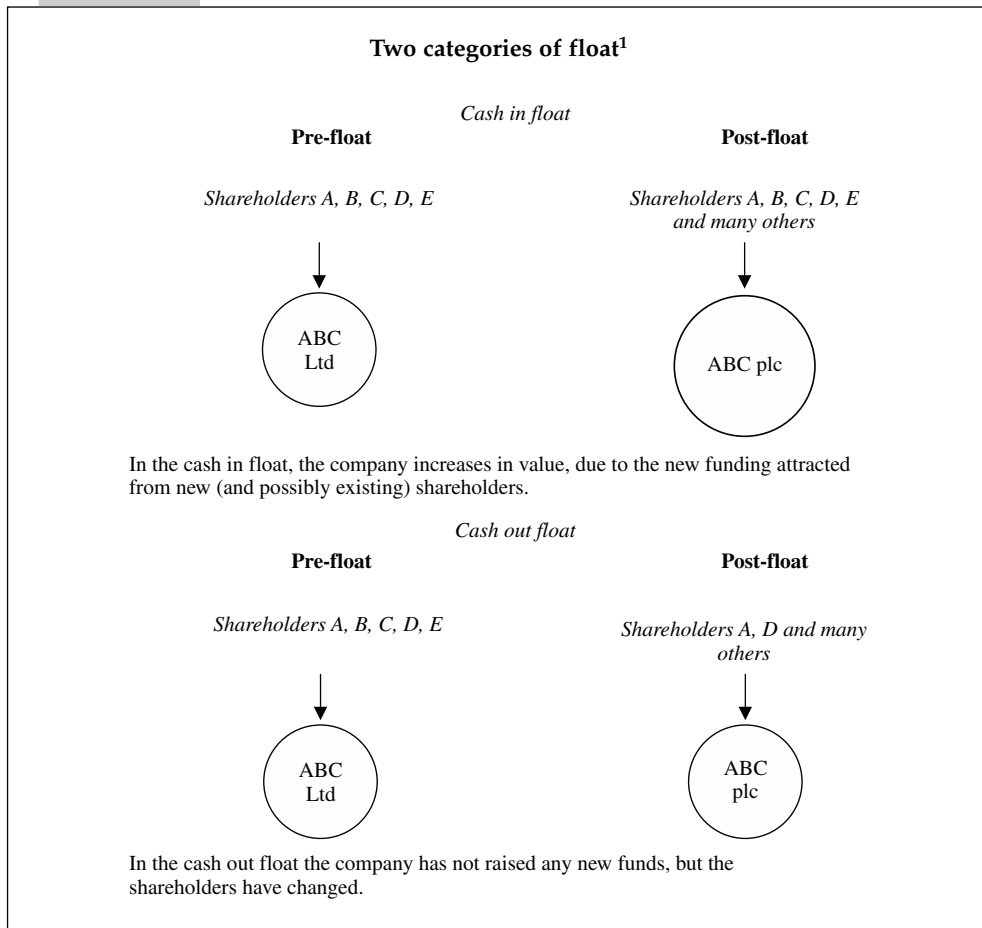 Two categories of float¹
Cash in float
Pre-float
Post-float
Shareholders A, B, C, D, E
Shareholders A, B, C, D, E
and many others
ABC
Ltd
ABC plc
In the cash in float, the company increases in value, due to the new funding attracted
from new (and possibly existing) shareholders.
Cash out float
Pre-float
Post-float
Shareholders A, B, C, D, E
Shareholders A, D and many
others
ABC
Ltd
ABC
plc
In the cash out float the company has not raised any new funds, but the
shareholders have changed.